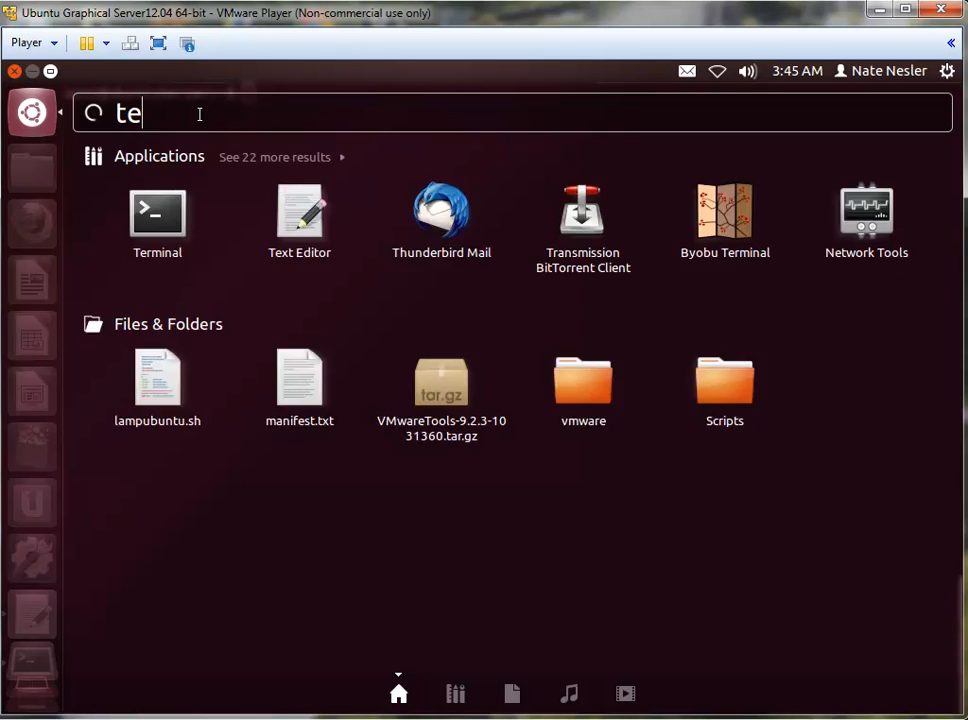 Ubuntu Graphical Server12.04 64-bit - VMware Player (Non-commercial use only)
Player
3:45 AM Nate Nesler
te
Applications See 22 more results
Terminal Text Editor Thunderbird Mail Transmission BitTorrent Client Byobu Terminal Network Tools
Files & Folders
lampubuntu.sh manifest.txt VMwareTools-9.2.3-10 31360.tar.gz vmware Scripts
tar.gz